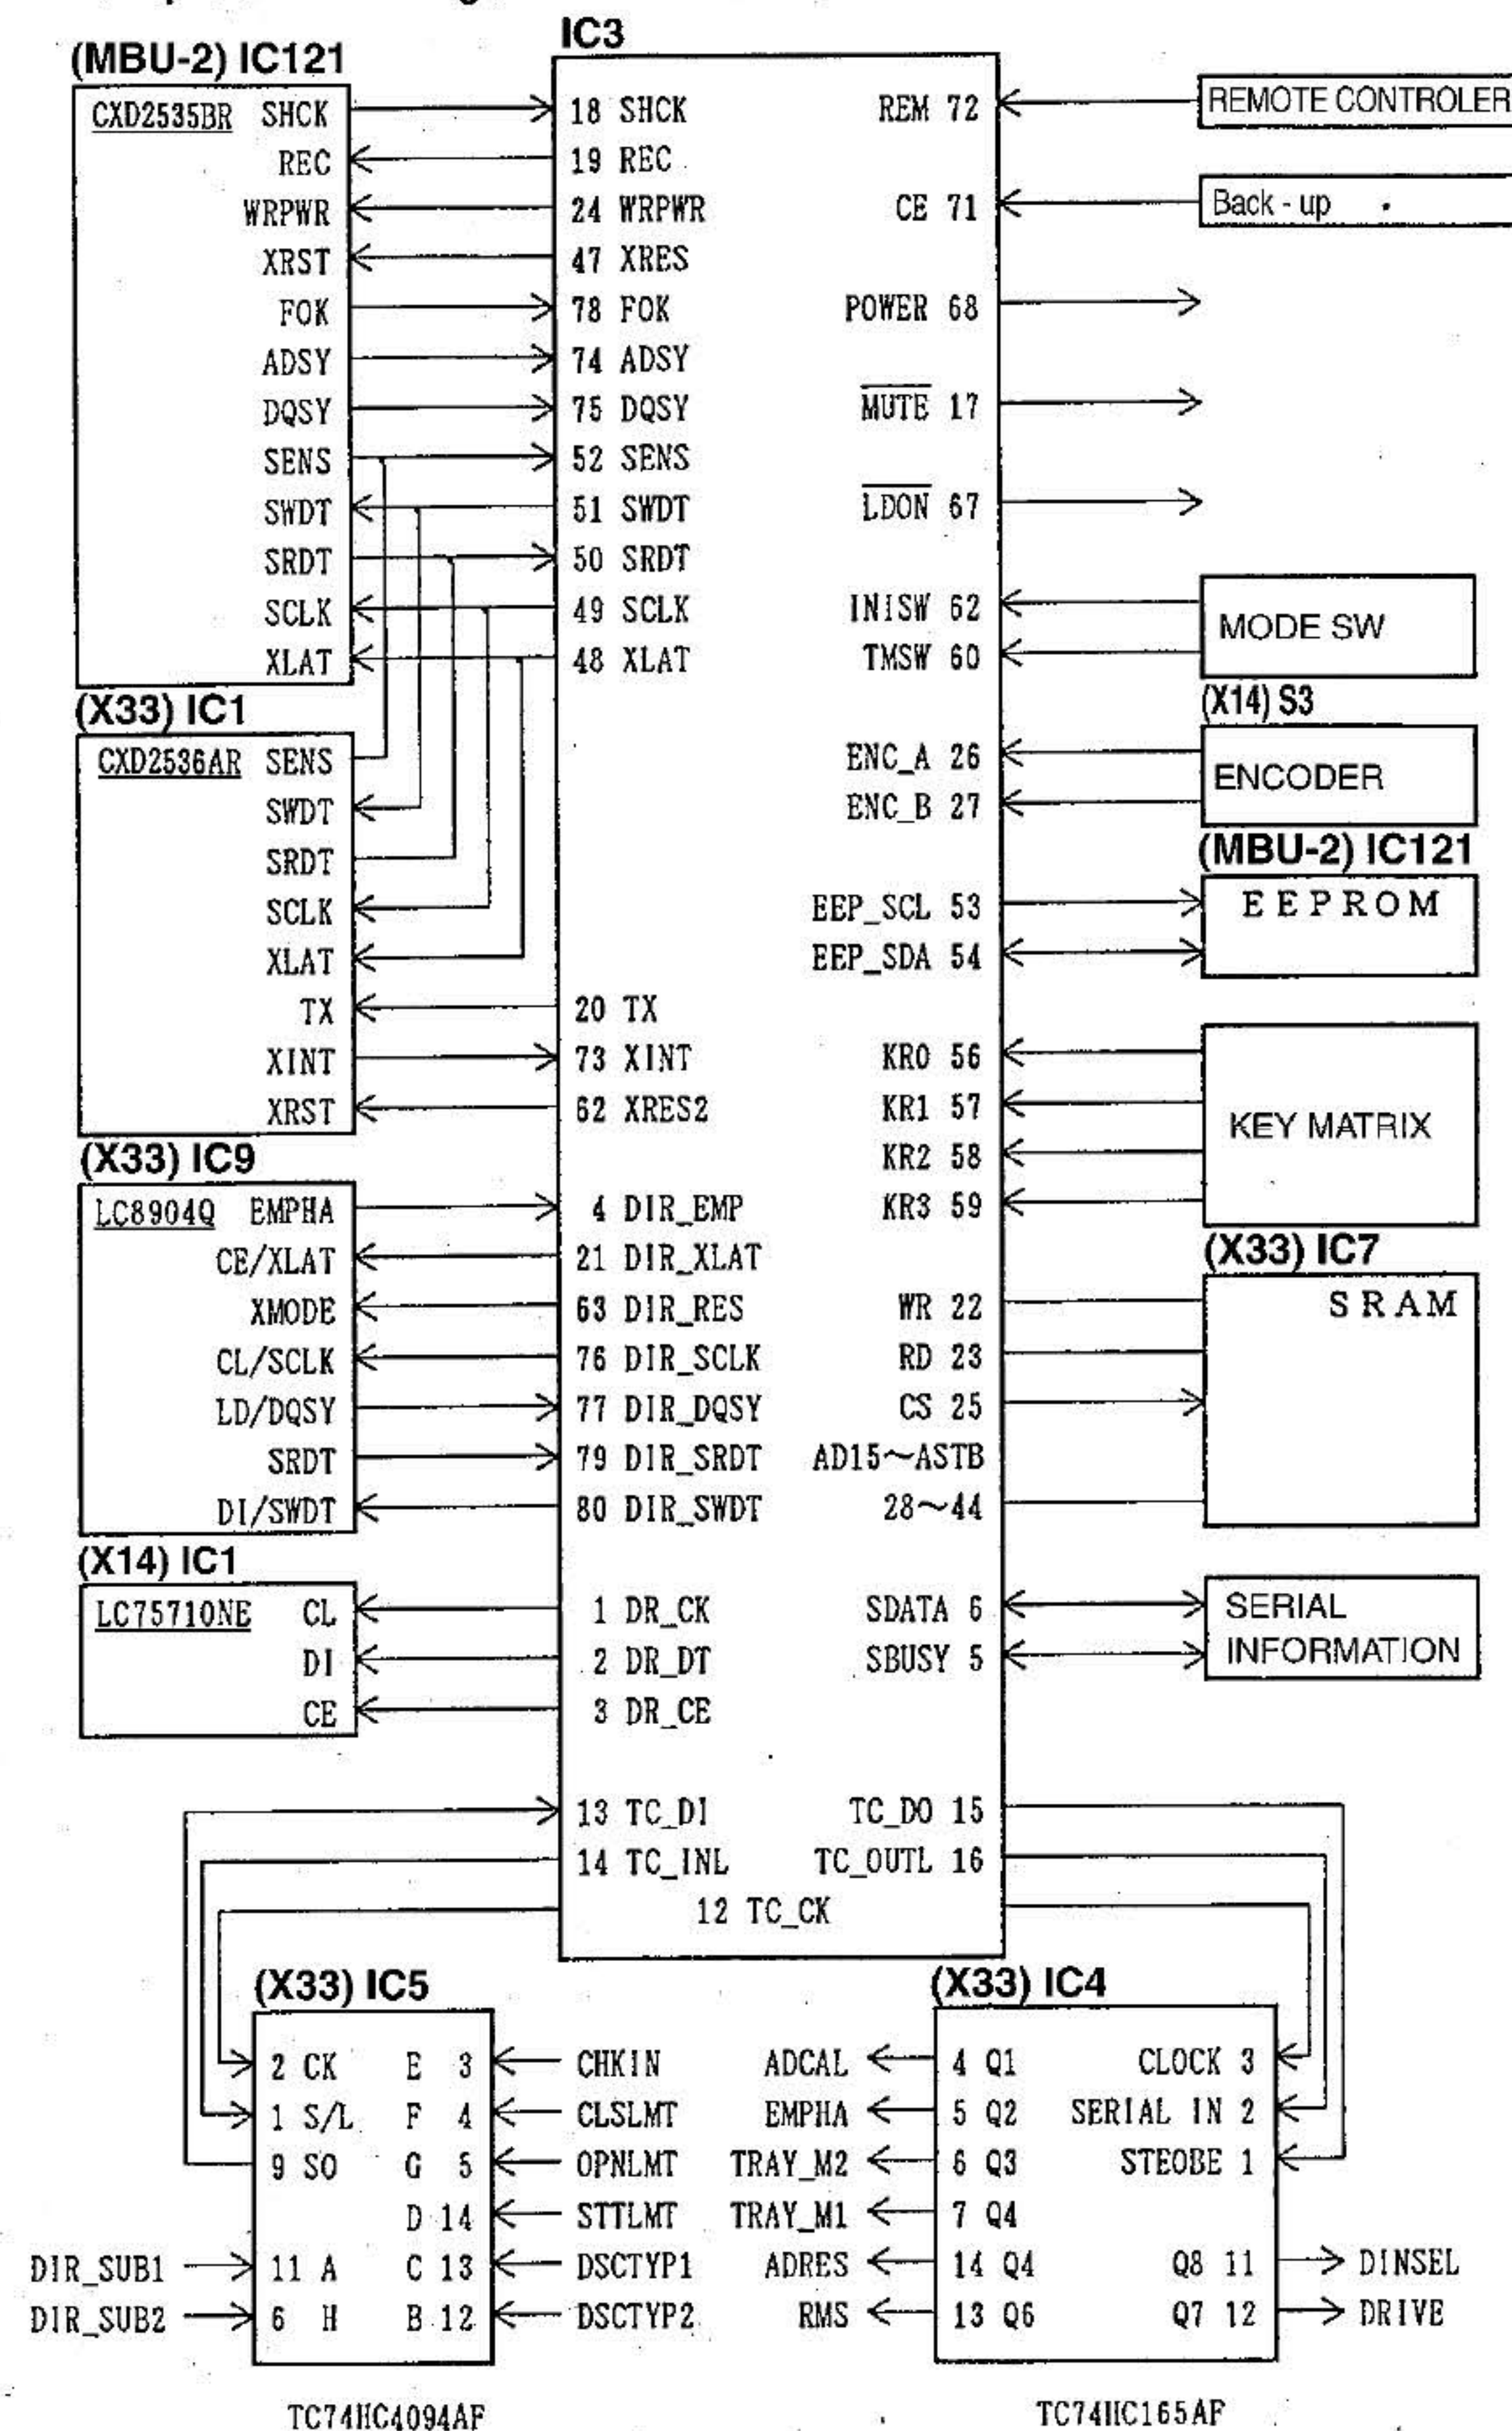 IC3
(MBU-2) IC121
CXD2535BR SHCK
REC
WRPWR
XRST
FOK
ADSY
DQSY
SENS
SWDT
SRDT
SCLK
XLAT
(X33) IC1
CXD2536AR SENS
SWDT
SRDT
SCLK
XLAT
TX
XINT
XRST
(X33) IC9
LC8904Q EMPHA
CE/XLAT
XMODE
CL/SCLK
LD/DQSY
SRDT
DI/SWDT
(X14) IC1
LC75710NE CL
DI
CE
18 SHCK
19 REC
24 WRPWR
47 XRES
78 FOK
74 ADSY
75 DQSY
52 SENS
51 SWDT
50 SRDT
49 SCLK
48 XLAT
20 TX
73 XINT
62 XRES2
4 DIR_EMP
21 DIR_XLAT
63 DIR_RES
76 DIR_SCLK
77 DIR_DQSY
79 DIR_SRDT
80 DIR_SWDT
1 DR_CK
2 DR_DT
3 DR_CE
13 TC_DI
14 TC_INL
12 TC_CK
REM 72
CE 71
POWER 68
MUTE 17
LDON 67
INISW 62
TMSW 60
ENC_A 26
ENC_B 27
EEP_SCL 53
EEP_SDA 54
KR0 56
KR1 57
KR2 58
KR3 59
WR 22
RD 23
CS 25
AD15~ASTB
28~44
SDATA 6
SBUSY 5
TC_DO 15
TC_OUTL 16
REMOTE CONTROLER
Back - up
MODE SW
(X14) S3
ENCODER
(MBU-2) IC121
EEPROM
KEY MATRIX
(X33) IC7
SRAM
SERIAL
INFORMATION
(X33) IC5
2 CK E 3 CHKIN
1 S/L F 4 CLSLMT
9 SO G 5 OPNLMT
D 14 STTLMT
DIR_SUB1 11 A C 13 DSCTYP1
DIR_SUB2 6 H B 12 DSCTYP2
TC74HC4094AF
(X33) IC4
ADCAL 4 Q1 CLOCK 3
EMPHA 5 Q2 SERIAL IN 2
TRAY_M2 6 Q3 STEOBE 1
TRAY_M1 7 Q4
ADRES 14 Q4 Q8 11 DINSEL
RMS 13 Q6 Q7 12 DRIVE
TC74HC165AF